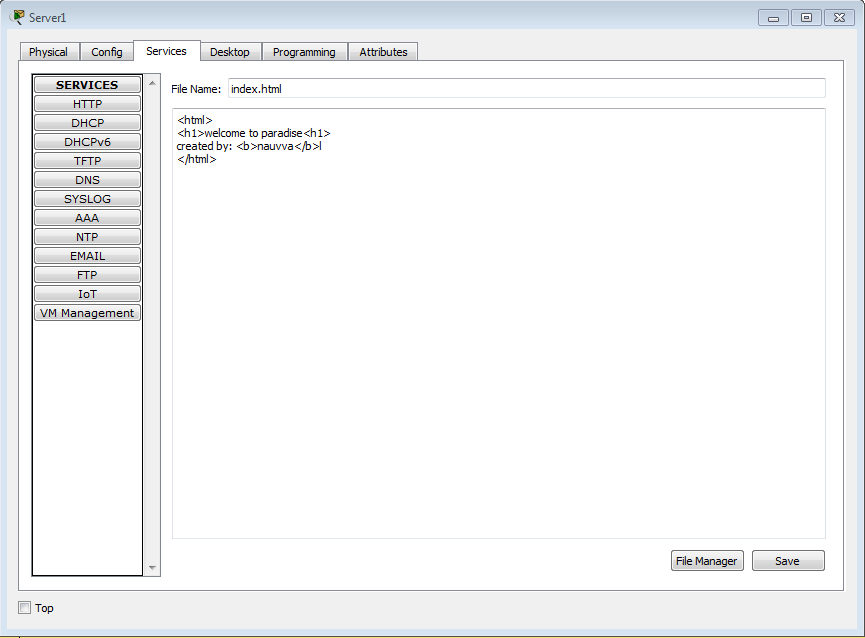 Server1
Physical Config Services Desktop Programming Attributes
SERVICES
HTTP
DHCP
DHCPv6
TFTP
DNS
SYSLOG
AAA
NTP
EMAIL
FTP
IoT
VM Management
File Name: index.html
<html>
<h1>welcome to paradise<h1>
created by: <b>nauvva</b>
</html>
File Manager Save
Top